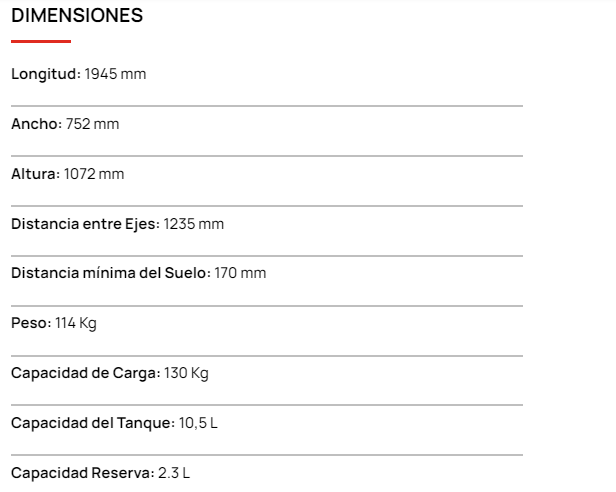 DIMENSIONES
Longitud: 1945 mm
Ancho: 752 mm
Altura: 1072 mm
Distancia entre Ejes: 1235 mm
Distancia mínima del Suelo: 170 mm
Peso: 114 Kg
Capacidad de Carga: 130 Kg
Capacidad del Tanque: 10,5 L
Capacidad Reserva: 2.3 L